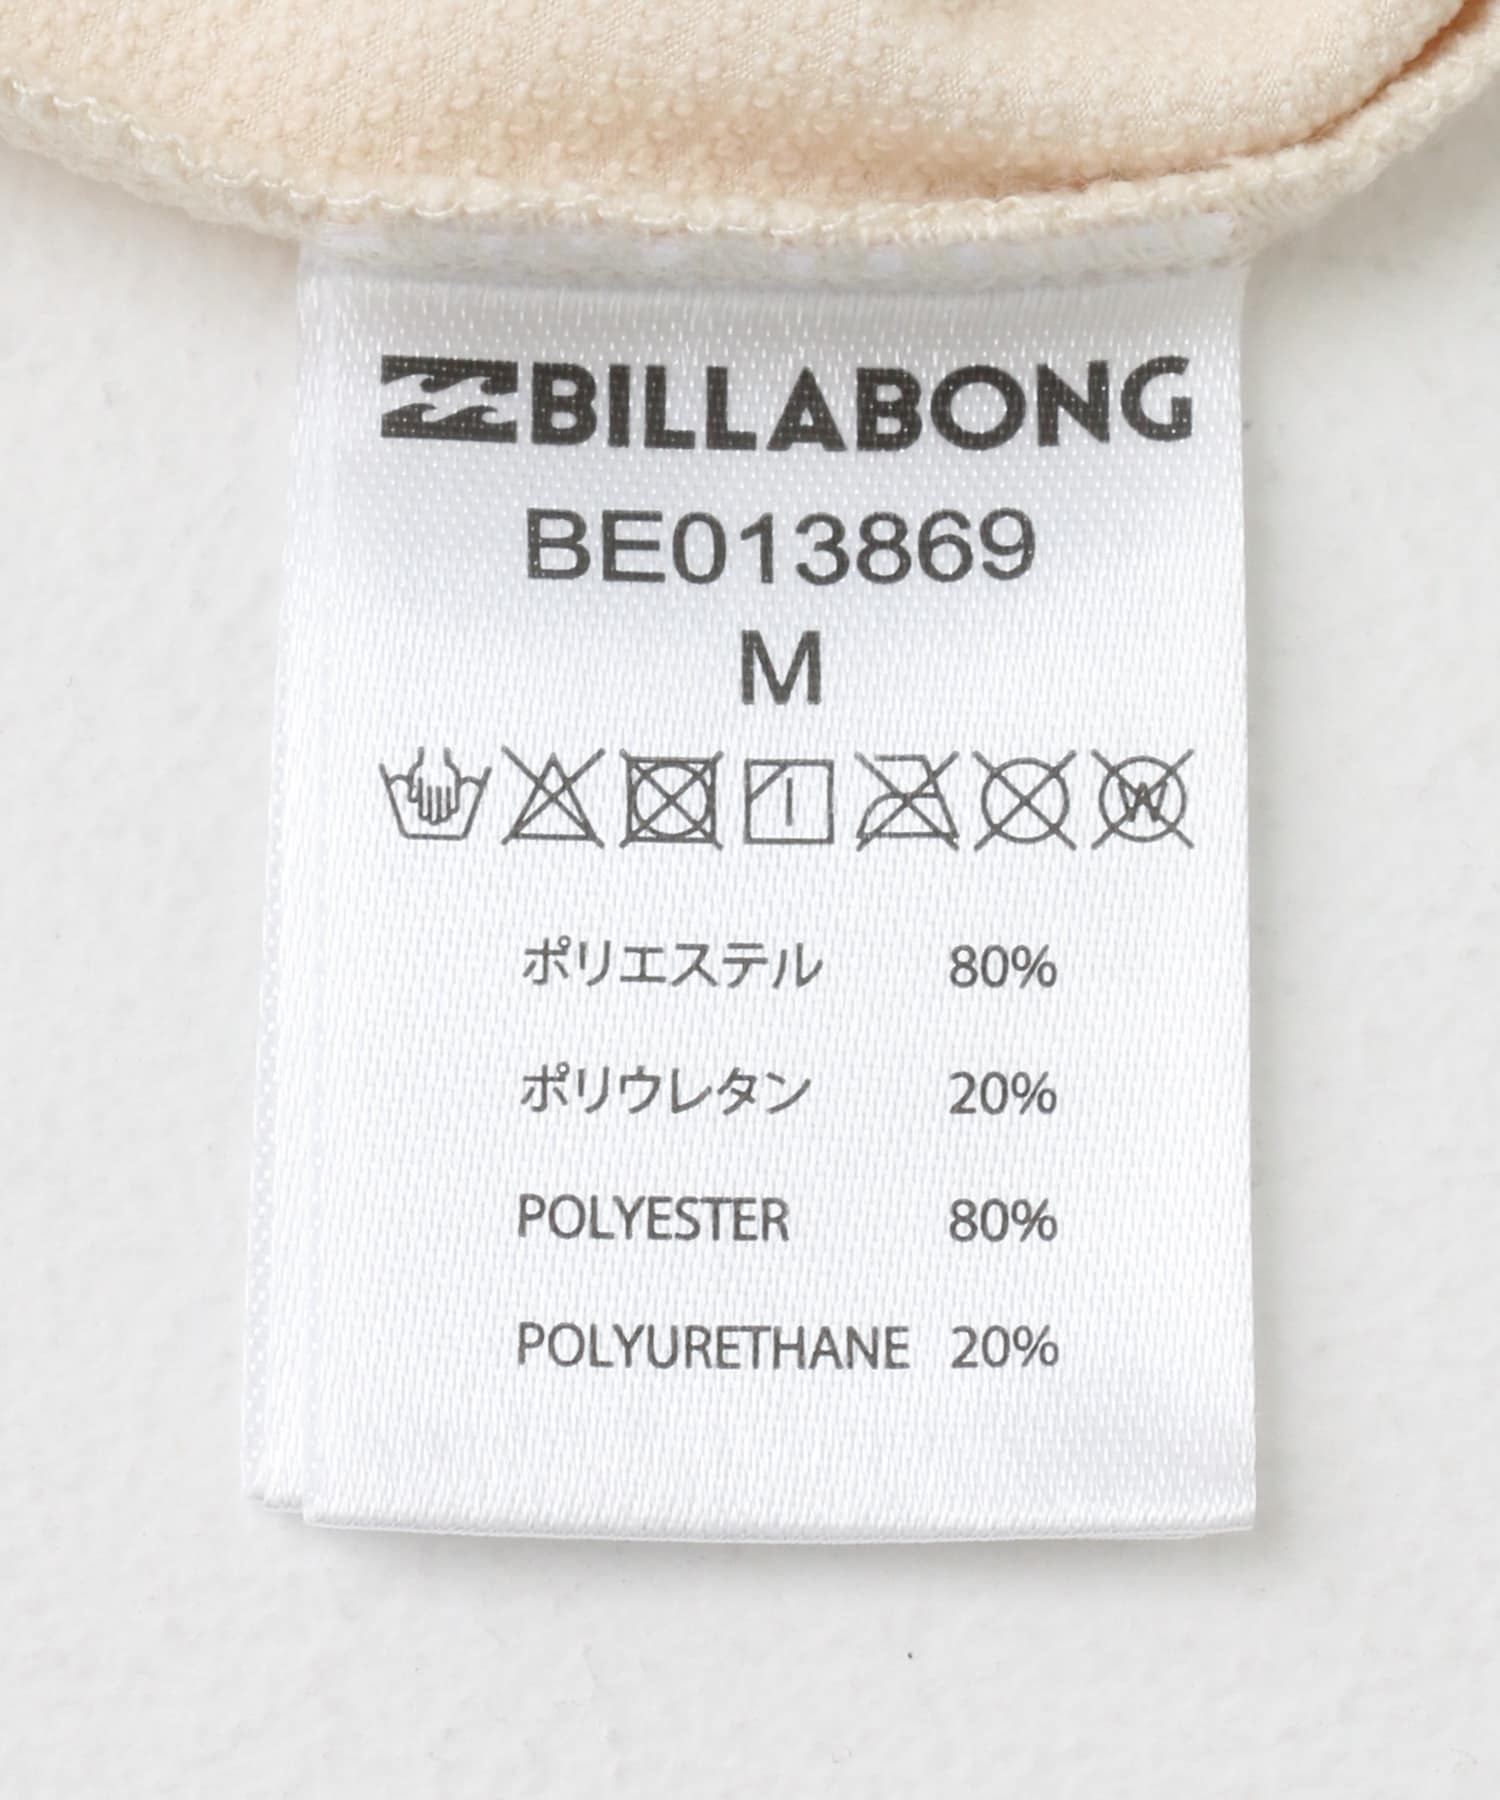 BILLABONG
BE013869
M
ポリエステル 80%
ポリウレタン 20%
POLYESTER 80%
POLYURETHANE 20%